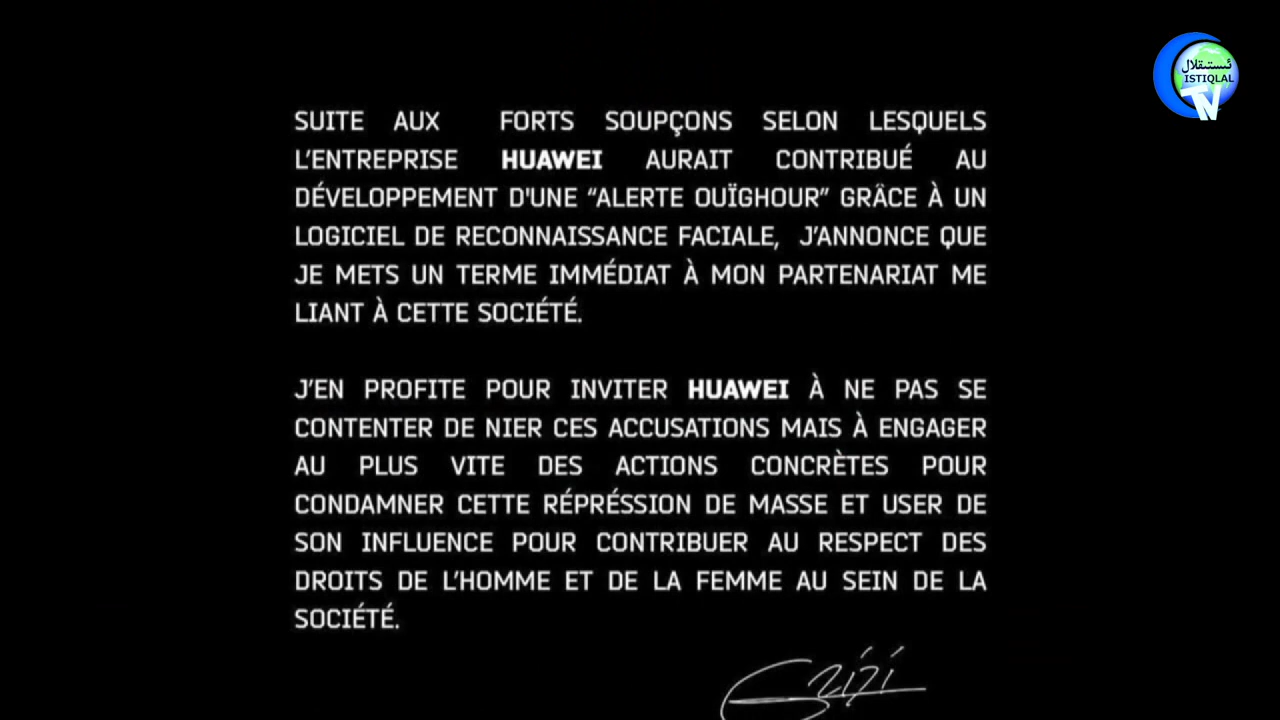 ئىستىقلال
ISTIQLAL
TV
SUITE AUX FORTS SOUPÇONS SELON LESQUELS
L'ENTREPRISE HUAWEI AURAIT CONTRIBUÉ AU
DÉVELOPPEMENT D'UNE “ALERTE OUÏGHOUR” GRÂCE À UN
LOGICIEL DE RECONNAISSANCE FACIALE, J'ANNONCE QUE
JE METS UN TERME IMMÉDIAT À MON PARTENARIAT ME
LIANT À CETTE SOCIÉTÉ.
J'EN PROFITE POUR INVITER HUAWEI À NE PAS SE
CONTENTER DE NIER CES ACCUSATIONS MAIS À ENGAGER
AU PLUS VITE DES ACTIONS CONCRÈTES POUR
CONDAMNER CETTE RÉPRÉSSION DE MASSE ET USER DE
SON INFLUENCE POUR CONTRIBUER AU RESPECT DES
DROITS DE L'HOMME ET DE LA FEMME AU SEIN DE LA
SOCIÉTÉ.
Grizi